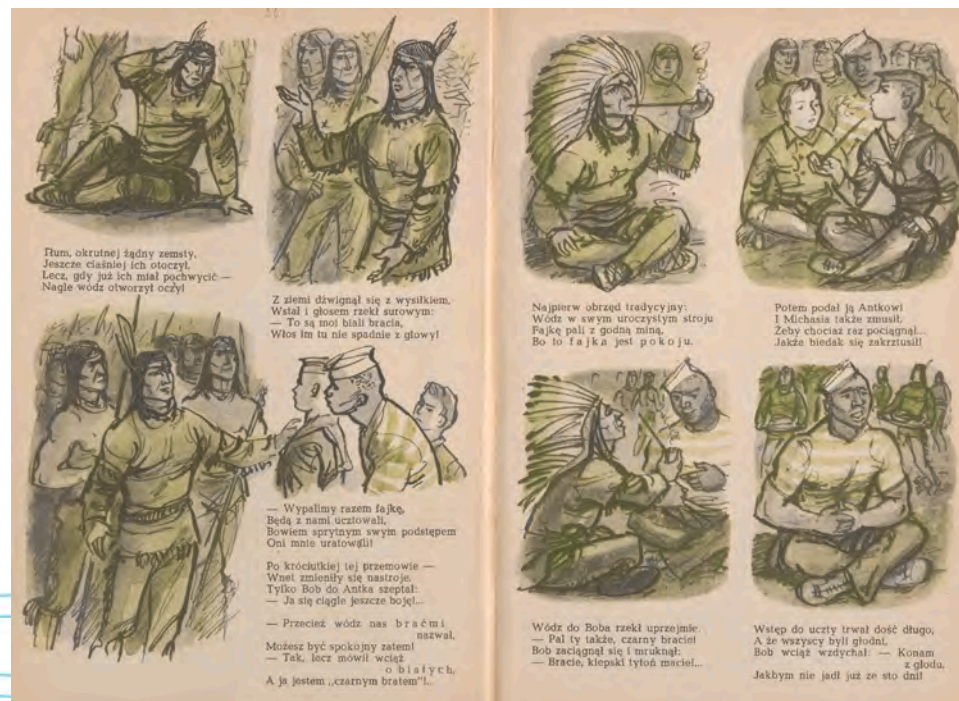 Tłum, okrutnej żądny zemsty,
Jeszcze ciaśniej ich otoczył,
Lecz, gdy już ich miał pochwycić —
Nagle wódz otworzył oczy!
Z ziemi dźwignął się z wysiłkiem,
Wstał i głosem rzekł surowym:
— To są moi biali bracia,
Włos im tu nie spadnie z głowy!
— Wypalimy razem fajkę,
Będą z nami ucztowali,
Bowiem sprytnym swym podstępem
Oni mnie uratowali!
Po króciutkiej tej przemowie —
Wnet zmieniły się nastroje.
Tylko Bob do Antka szeptał:
— Ja się ciągle jeszcze boję!...
— Przecież wódz nas braćmi
nazwał,
Możesz być spokojny zatem!
— Tak, lecz mówił wciąż
o białych,
A ja jestem „czarnym bratem"!..
Najpierw obrzęd tradycyjny:
Wódz w swym uroczystym stroju
Fajkę pali z godną miną,
Bo to fajka jest pokoju.
Potem podał ją Antkowi
I Michasia także zmusił,
Żeby chociaż raz pociągnął...
Jakże biedak się zakrztusił!
Wódz do Boba rzekł uprzejmie:
— Pal ty także, czarny bracie!
Bob zaciągnął się i mruknął:
— Bracie, kiepski tytoń macie!...
Wstęp do uczty trwał dość długo,
A że wszyscy byli głodni,
Bob wciąż wzdychał: — Konam
z głodu,
Jakbym nie jadł już ze sto dni!